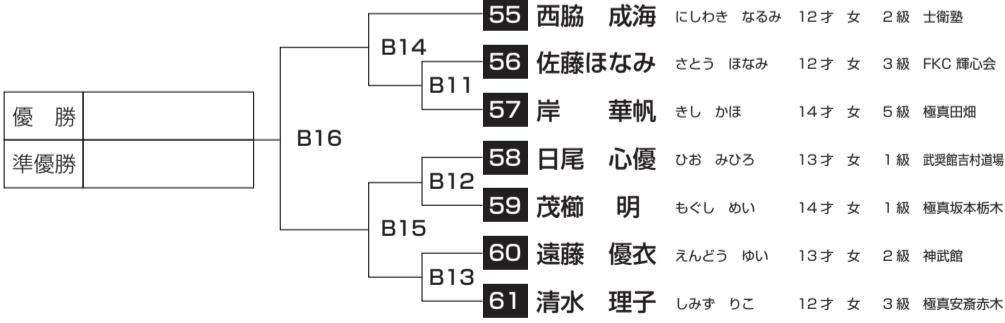 55 西脇 成海 にしわき なるみ 12才 女 2級 士衛塾
B14
56 佐藤ほなみ さとう ほなみ 12才 女 3級 FKC 輝心会
B11
57 岸 華帆 きし かほ 14才 女 5級 極真田畑
優 勝
B16
準優勝
58 日尾 心優 ひお みひろ 13才 女 1級 武奨館吉村道場
B12
59 茂櫛 明 もぐし めい 14才 女 1級 極真坂本栃木
B15
60 遠藤 優衣 えんどう ゆい 13才 女 2級 神武館
B13
61 清水 理子 しみず りこ 12才 女 3級 極真安斎赤木